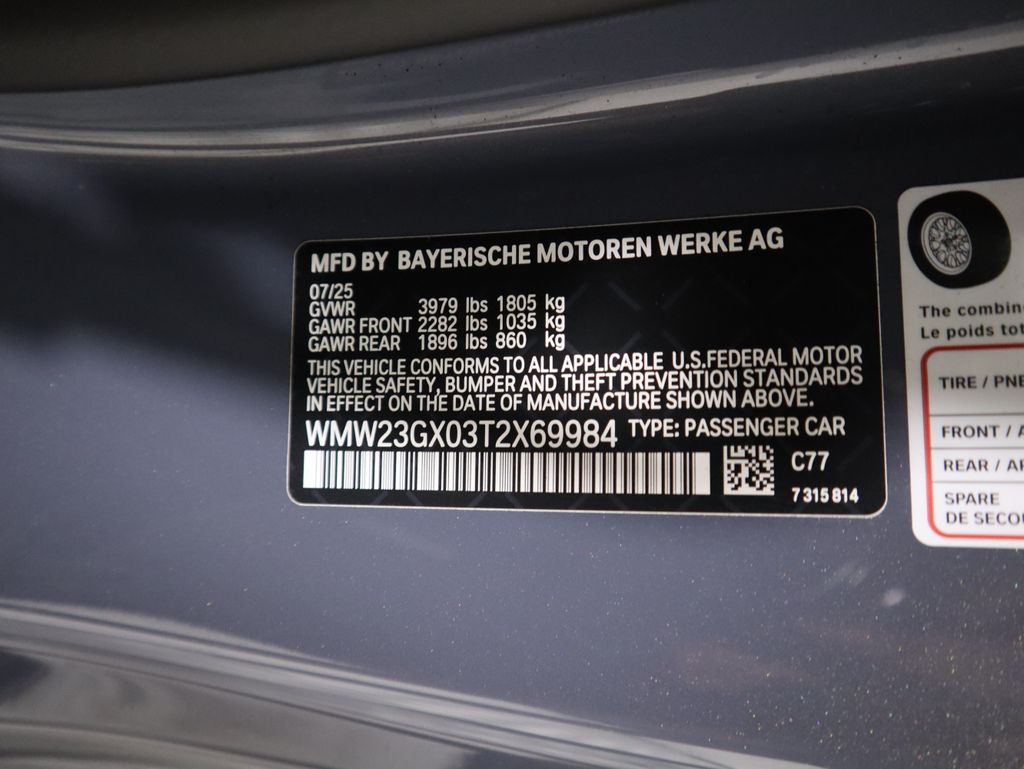 MFD BY BAYERISCHE MOTOREN WERKE AG
07/25
GVWR 3979 lbs 1805 kg
GAWR FRONT 2282 lbs 1035 kg
GAWR REAR 1896 lbs 860 kg
THIS VEHICLE CONFORMS TO ALL APPLICABLE U.S.FEDERAL MOTOR
VEHICLE SAFETY, BUMPER AND THEFT PREVENTION STANDARDS
IN EFFECT ON THE DATE OF MANUFACTURE SHOWN ABOVE.
WMW23GX03T2X69984 TYPE: PASSENGER CAR
C77
7 315 814
The combin
Le poids tot
TIRE / PNE
FRONT / A
REAR / AR
SPARE
DE SECOU